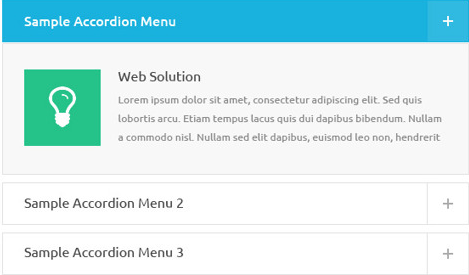 Sample Accordion Menu
Web Solution
Lorem ipsum dolor sit amet, consectetur adipiscing elit. Sed quis
lobortis arcu. Etiam tempus lacus quis dui dapibus bibendum. Nullam
a commodo nisl. Nullam sed elit dapibus, euismod leo non, hendrerit
Sample Accordion Menu 2
Sample Accordion Menu 3